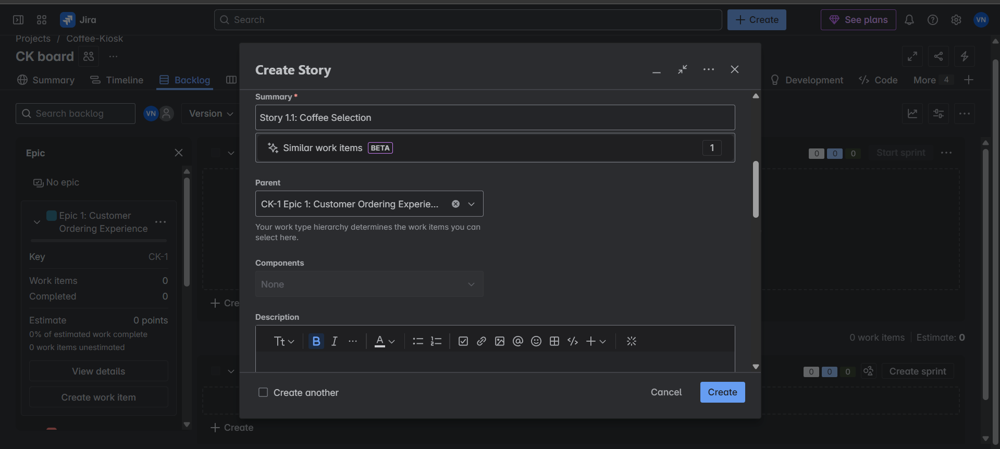 Jira
Search
Create
See plans
VN
Projects / Coffee-Kiosk
CK board
Summary
Timeline
Backlog
Development
Code
More 4
Search backlog
VN
Version
Epic
No epic
Epic 1: Customer
Ordering Experience
Key CK-1
Work items 0
Completed 0
Estimate 0 points
0% of estimated work complete
0 work items unestimated
View details
Create work item
Create Story
Summary *
Story 1.1: Coffee Selection
Similar work items BETA 1
Parent
CK-1 Epic 1: Customer Ordering Experie...
Your work type hierarchy determines the work items you can
select here.
Components
None
Description
Tt B I A
Create another
Cancel
Create
0 0 0 Start sprint
Cre
0 work items Estimate: 0
0 0 0 Create sprint
Create